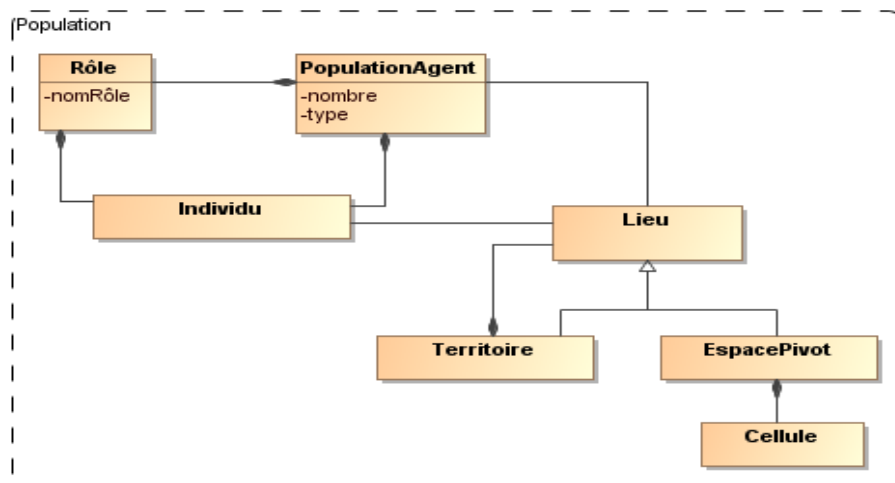 Population
Rôle
-nomRôle
PopulationAgent
-nombre
-type
Individu
Lieu
Territoire
EspacePivot
Cellule